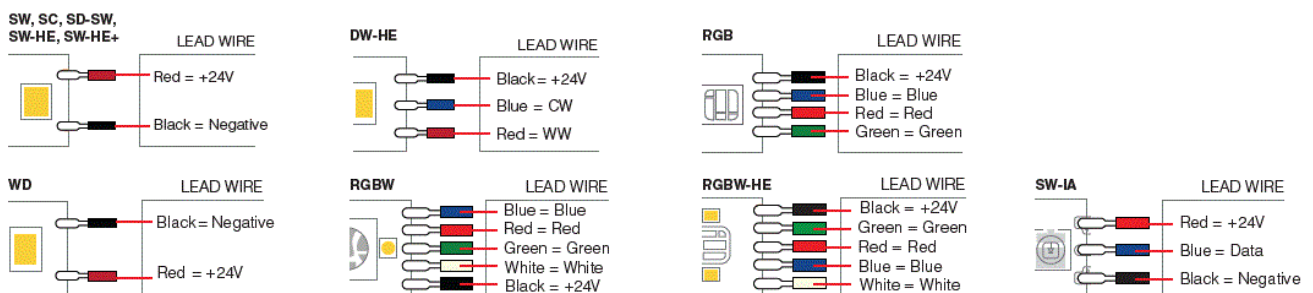 SW, SC, SD-SW,
SW-HE, SW-HE+
LEAD WIRE
Red = +24V
Black = Negative
DW-HE
LEAD WIRE
Black = +24V
Blue = CW
Red = WW
RGB
LEAD WIRE
Black = +24V
Blue = Blue
Red = Red
Green = Green
WD
LEAD WIRE
Black = Negative
Red = +24V
RGBW
LEAD WIRE
Blue = Blue
Red = Red
Green = Green
White = White
Black = +24V
RGBW-HE
LEAD WIRE
Black = +24V
Green = Green
Red = Red
Blue = Blue
White = White
SW-IA
LEAD WIRE
Red = +24V
Blue = Data
Black = Negative